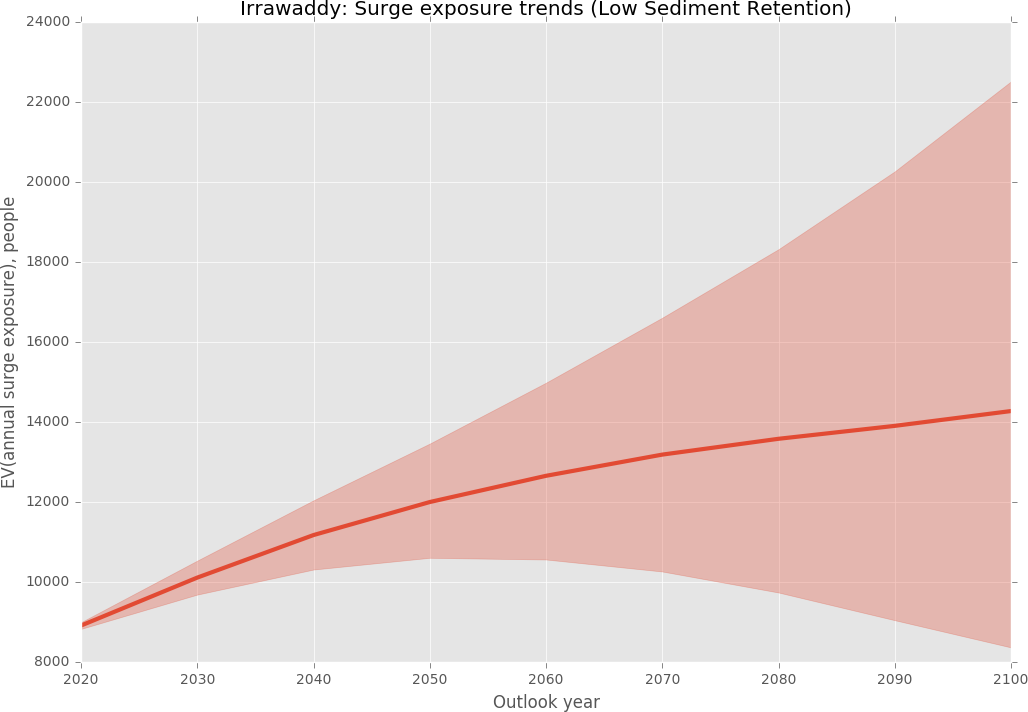 Irrawaddy: Surge exposure trends (Low Sediment Retention)
EV(annual surge exposure), people
24000
22000
20000
18000
16000
14000
12000
10000
8000
2020 2030 2040 2050 2060 2070 2080 2090 2100
Outlook year